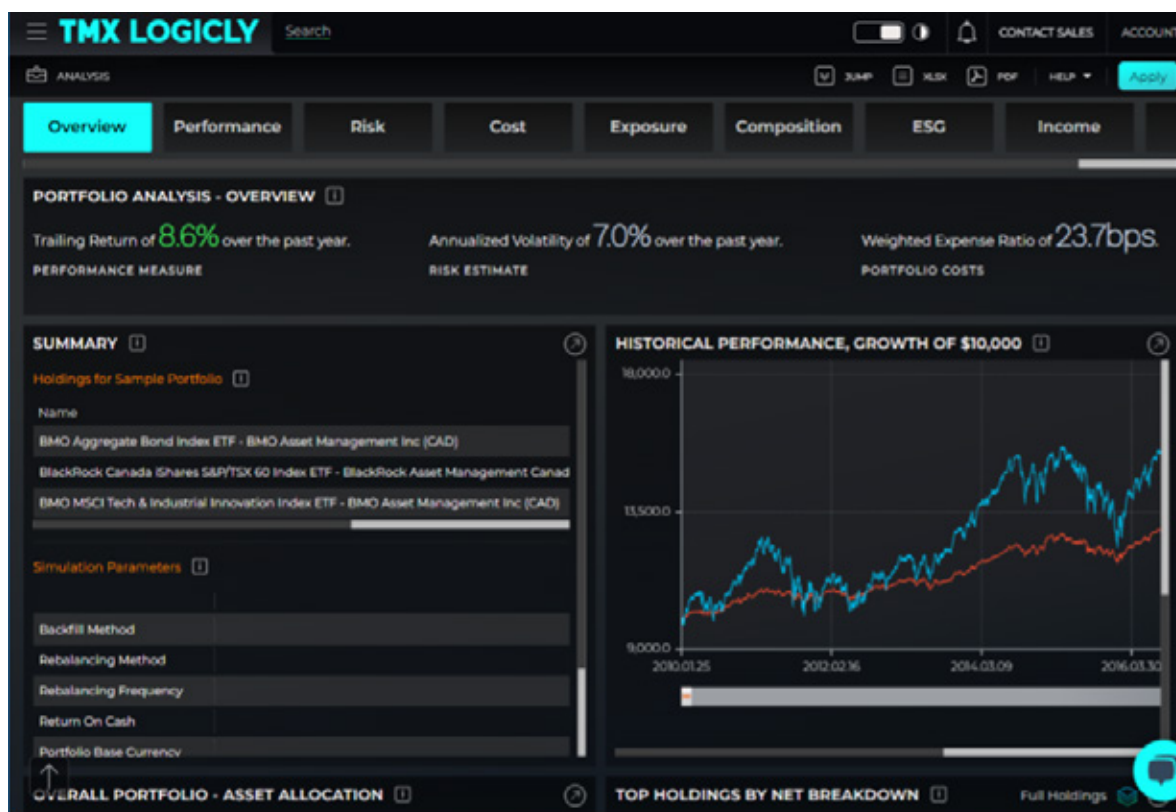 TMX LOGICLY Search CONTACT SALES ACCOUNT
ANALYSIS JUMP XLSX PDF HELP Apply
Overview Performance Risk Cost Exposure Composition ESG Income
PORTFOLIO ANALYSIS - OVERVIEW
Trailing Return of 8.6% over the past year.
PERFORMANCE MEASURE
Annualized Volatility of 7.0% over the past year.
RISK ESTIMATE
Weighted Expense Ratio of 23.7bps.
PORTFOLIO COSTS
SUMMARY
Holdings for Sample Portfolio
Name
BMO Aggregate Bond Index ETF - BMO Asset Management Inc (CAD)
BlackRock Canada iShares S&P/TSX 60 Index ETF - BlackRock Asset Management Canad
BMO MSCI Tech & Industrial Innovation Index ETF - BMO Asset Management Inc (CAD)
Simulation Parameters
Backfill Method
Rebalancing Method
Rebalancing Frequency
Return On Cash
Portfolio Base Currency
HISTORICAL PERFORMANCE, GROWTH OF $10,000
18,000.0
13,500.0
9,000.0
2010.01.25 2012.02.16 2014.03.09 2016.03.30
OVERALL PORTFOLIO - ASSET ALLOCATION
TOP HOLDINGS BY NET BREAKDOWN Full Holdings